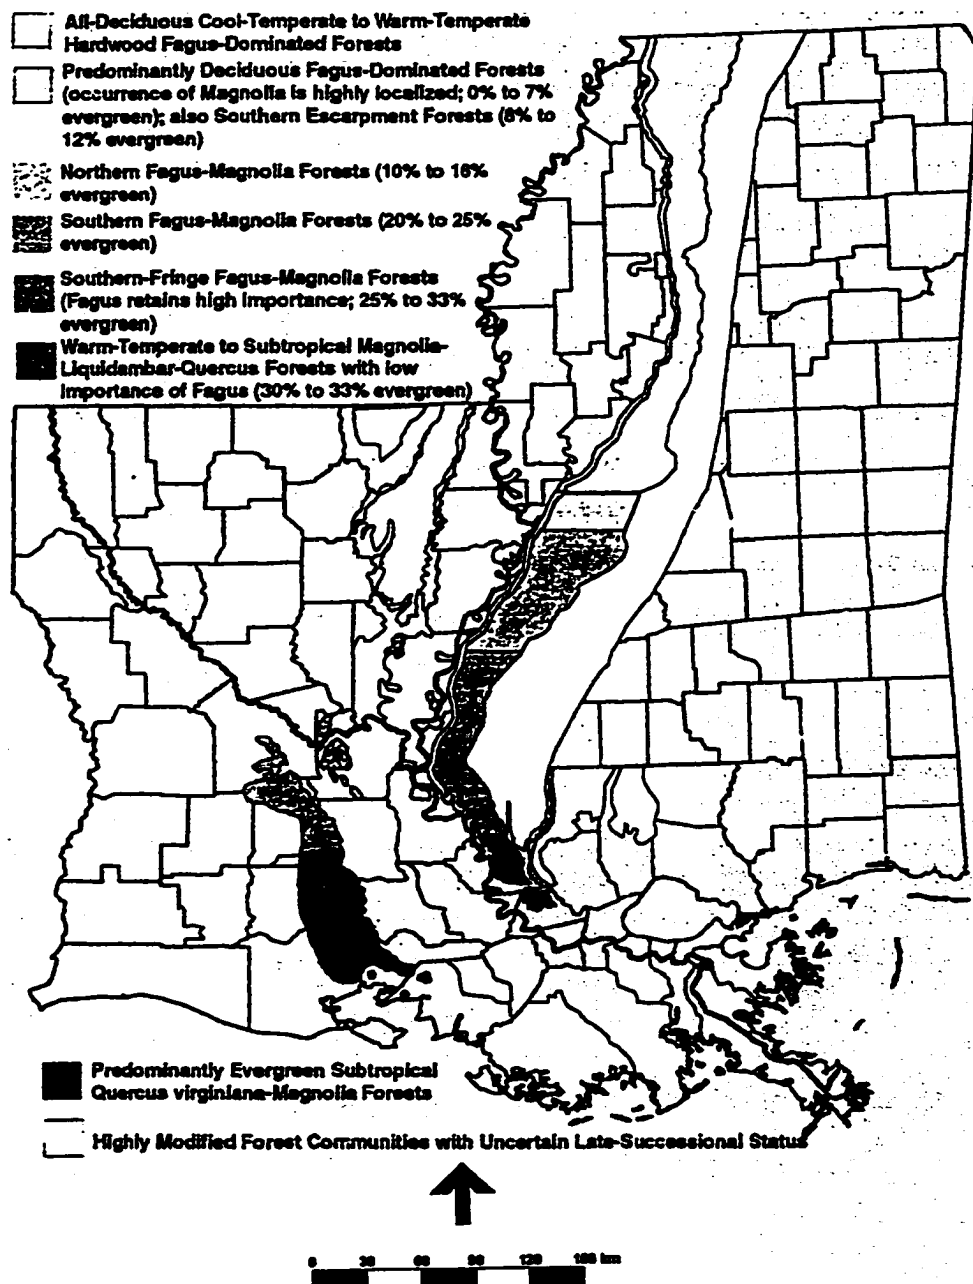 All-Deciduous Cool-Temperate to Warm-Temperate
Hardwood Fagus-Dominated Forests
Predominantly Deciduous Fagus-Dominated Forests
(occurrence of Magnolia is highly localized; 0% to 7%
evergreen); also Southern Escarpment Forests (8% to
12% evergreen)
Northern Fagus-Magnolia Forests (10% to 16%
evergreen)
Southern Fagus-Magnolia Forests (20% to 25%
evergreen)
Southern-Fringe Fagus-Magnolia Forests
(Fagus retains high importance; 25% to 33%
evergreen)
Warm-Temperate to Subtropical Magnolia-
Liquidambar-Quercus Forests with low
importance of Fagus (30% to 33% evergreen)
Predominantly Evergreen Subtropical
Quercus virginiana-Magnolia Forests
Highly Modified Forest Communities with Uncertain Late-Successional Status
0 30 60 90 120 150 km